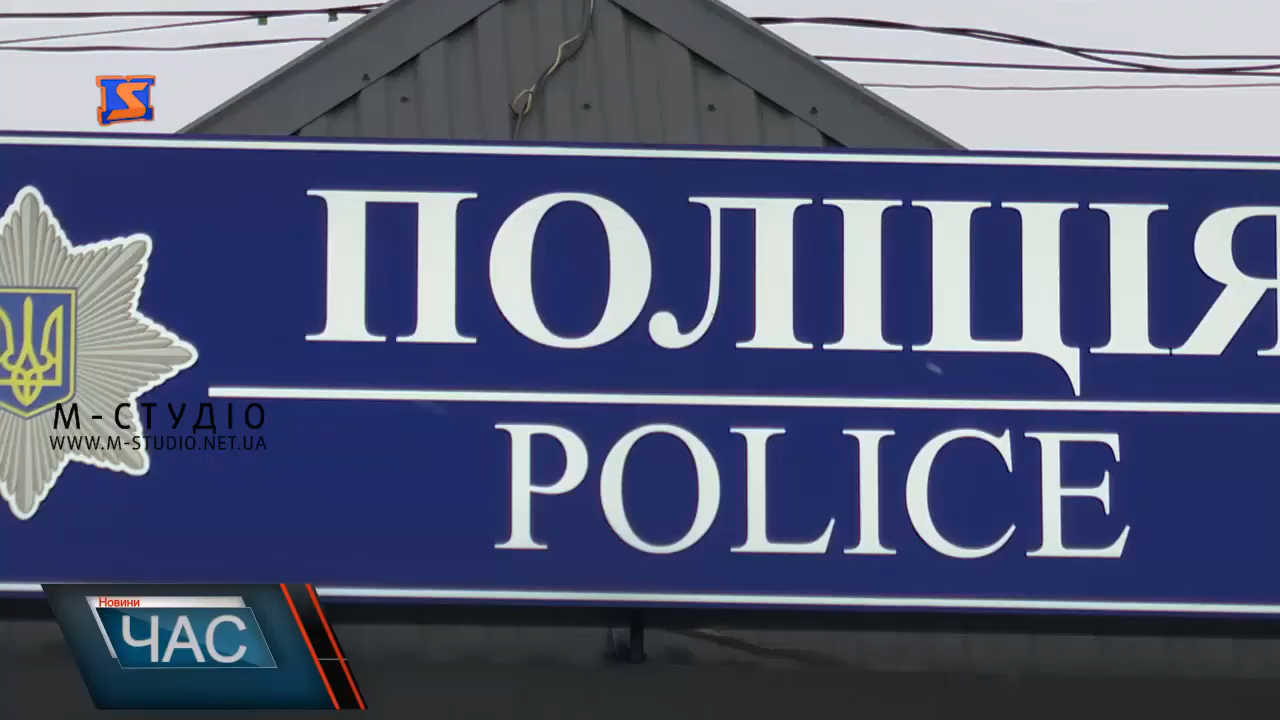 ПОЛІЦІЯ
POLICE
М-СТУДІО
WWW.M-STUDIO.NET.UA
Новини
ЧАС